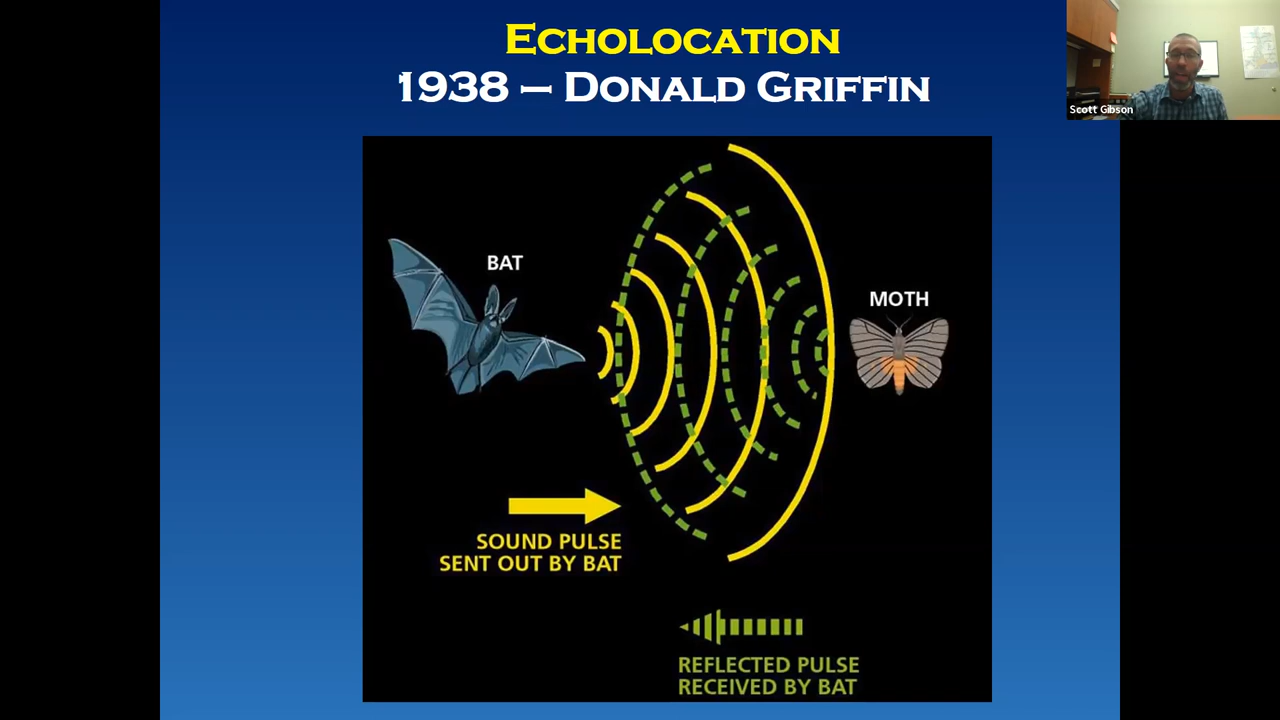 Echolocation
1938 – Donald Griffin
Scott Gibson
BAT
MOTH
SOUND PULSE
SENT OUT BY BAT
REFLECTED PULSE
RECEIVED BY BAT